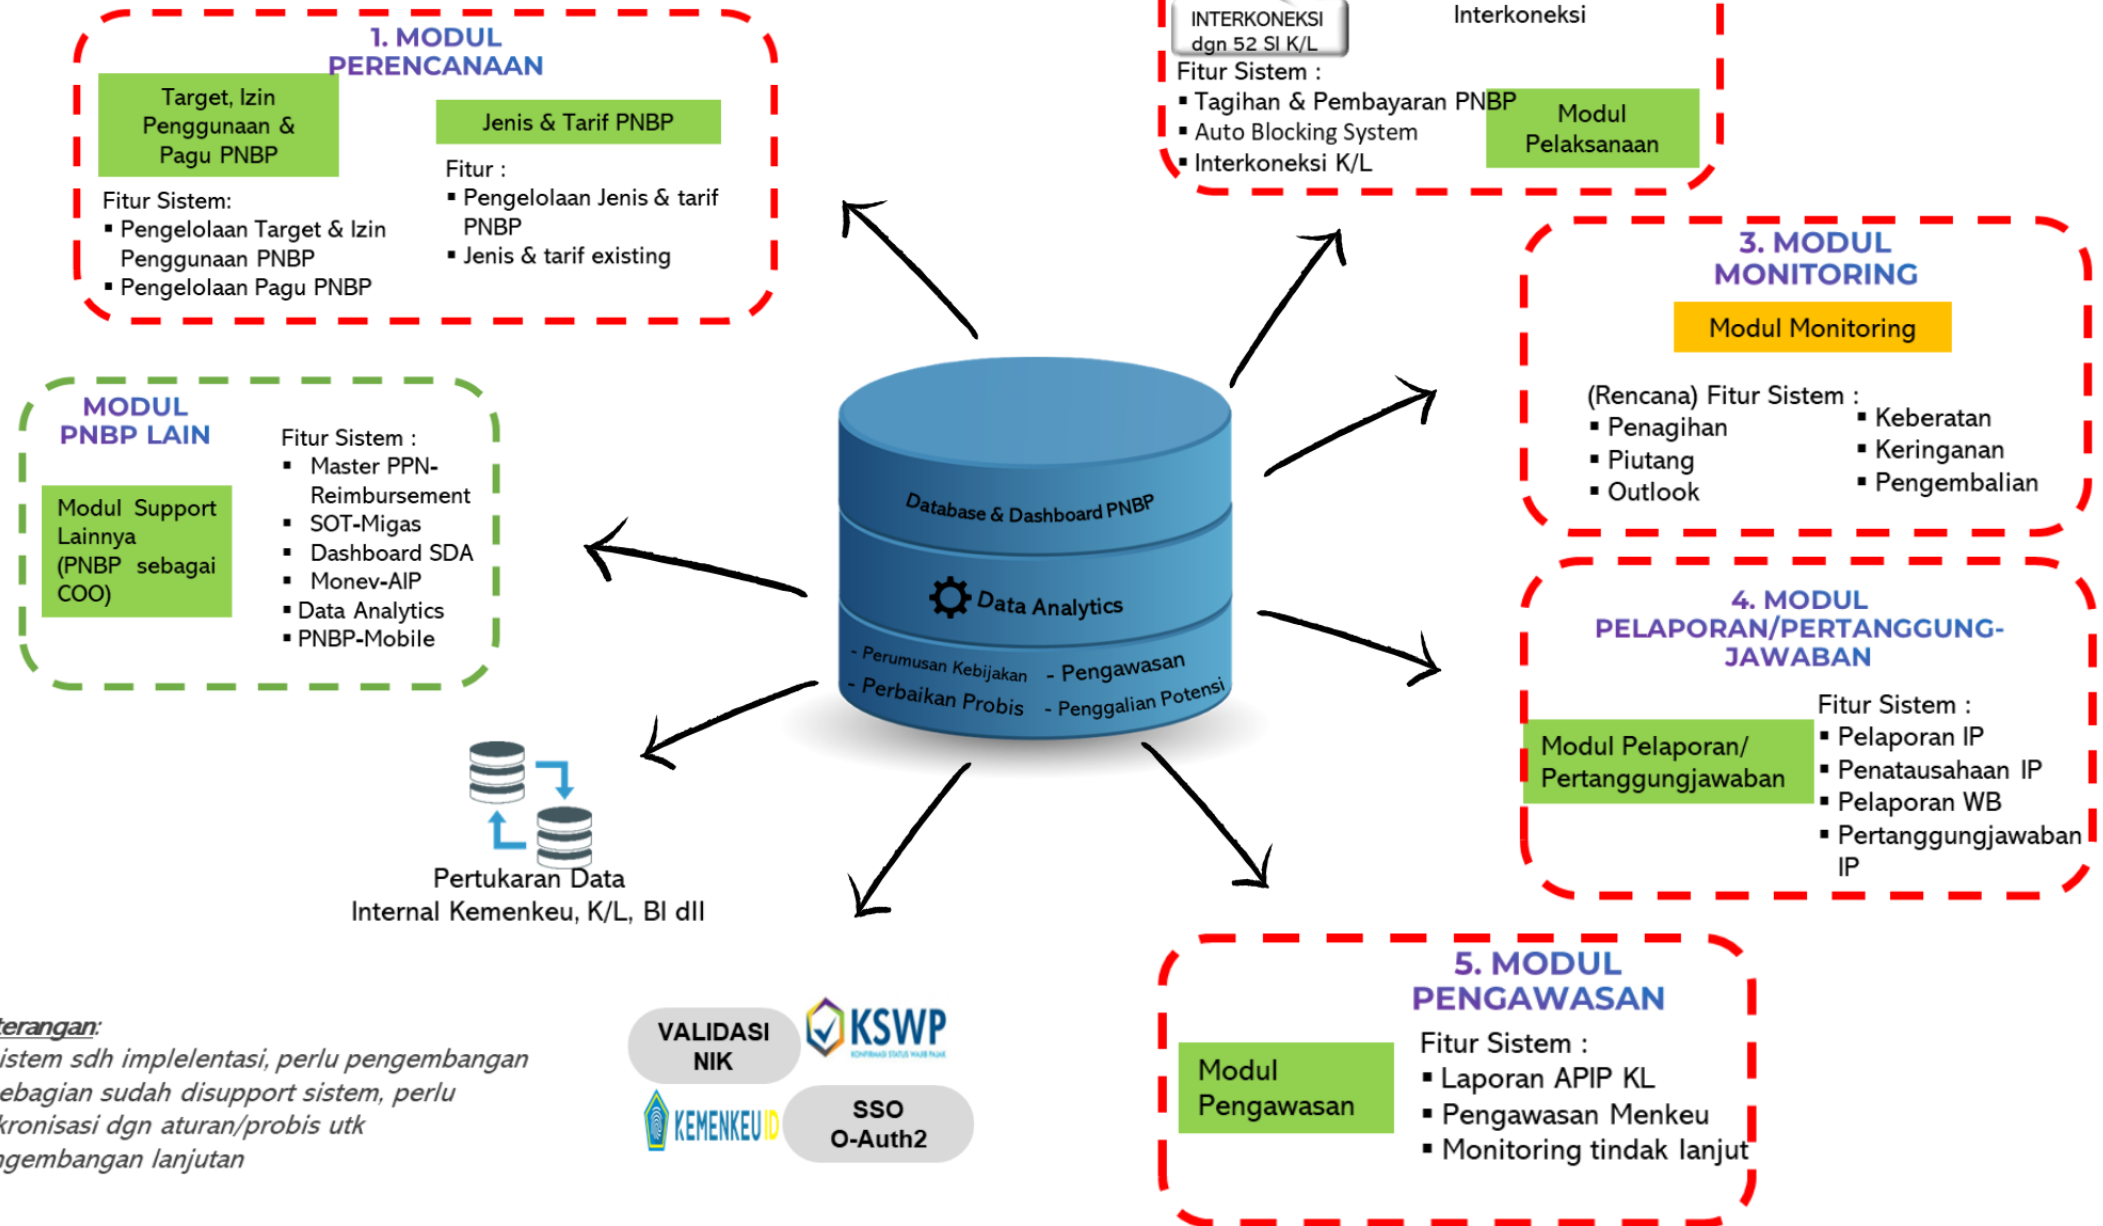 1. MODUL
PERENCANAAN
Target, Izin
Penggunaan &
Pagu PNBP
Fitur Sistem:
▪ Pengelolaan Target & Izin
Penggunaan PNBP
▪ Pengelolaan Pagu PNBP
Jenis & Tarif PNBP
Fitur :
▪ Pengelolaan Jenis & tarif
PNBP
▪ Jenis & tarif existing
INTERKONEKSI
dgn 52 SI K/L
Interkoneksi
Fitur Sistem :
▪ Tagihan & Pembayaran PNBP
▪ Auto Blocking System
▪ Interkoneksi K/L
Modul
Pelaksanaan
3. MODUL
MONITORING
Modul Monitoring
(Rencana) Fitur Sistem :
▪ Penagihan
▪ Piutang
▪ Outlook
▪ Keberatan
▪ Keringanan
▪ Pengembalian
MODUL
PNBP LAIN
Modul Support
Lainnya
(PNBP sebagai
COO)
Fitur Sistem :
▪ Master PPN-
Reimbursement
▪ SOT-Migas
▪ Dashboard SDA
▪ Monev-AIP
▪ Data Analytics
▪ PNBP-Mobile
Database & Dashboard PNBP
Data Analytics
- Perumusan Kebijakan
- Perbaikan Probis
- Pengawasan
- Penggalian Potensi
4. MODUL
PELAPORAN/PERTANGGUNG-
JAWABAN
Modul Pelaporan/
Pertanggungjawaban
Fitur Sistem :
▪ Pelaporan IP
▪ Penatausahaan IP
▪ Pelaporan WB
▪ Pertanggungjawaban
IP
Pertukaran Data
Internal Kemenkeu, K/L, BI dll
5. MODUL
PENGAWASAN
Modul
Pengawasan
Fitur Sistem :
▪ Laporan APIP KL
▪ Pengawasan Menkeu
▪ Monitoring tindak lanjut
VALIDASI
NIK
KSWP
KONFIRMASI STATUS WAJIB PAJAK
KEMENKEU ID
SSO
O-Auth2
terangan:
istem sdh implelentasi, perlu pengembangan
ebagian sudah disupport sistem, perlu
kronisasi dgn aturan/probis utk
ngembangan lanjutan